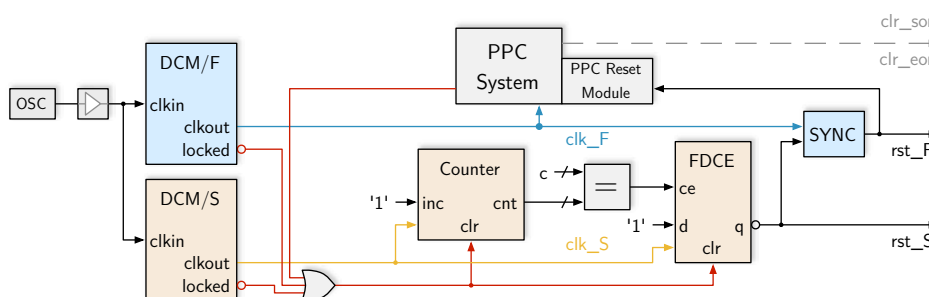 clr_so
clr_eo
DCM/F
PPC
System
PPC Reset
Module
OSC
clkin
clkout
locked
clk_F
SYNC
rst_F
DCM/S
Counter
c
=
FDCE
'1'
inc
cnt
ce
clr
'1'
d
q
clkin
clk_S
clr
rst_S
clkout
locked